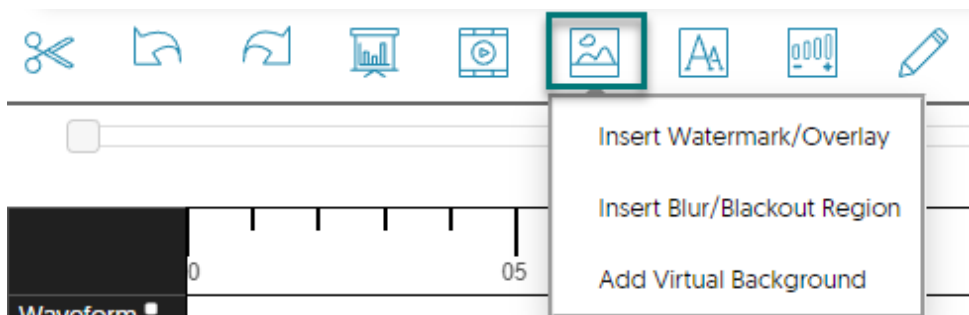 Insert Watermark/Overlay
Insert Blur/Blackout Region
0
05
Add Virtual Background
Waveform